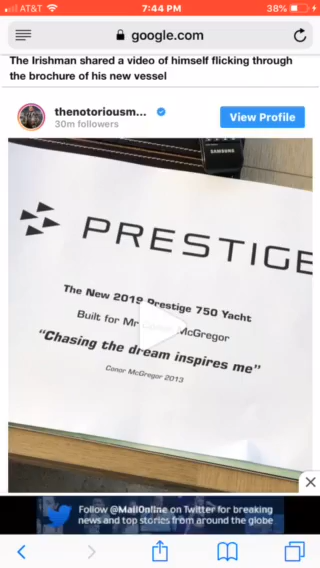 AT&T 7:44 PM 38%
google.com
The Irishman shared a video of himself flicking through
the brochure of his new vessel
thenotoriousm...
30m followers
View Profile
SAMSUNG
PRESTIGE
The New 2019 Prestige 750 Yacht
Built for Mr McGregor
"Chasing the dream inspires me"
Conor McGregor 2013
Follow @MailOnline on Twitter for breaking
news and top stories from around the globe